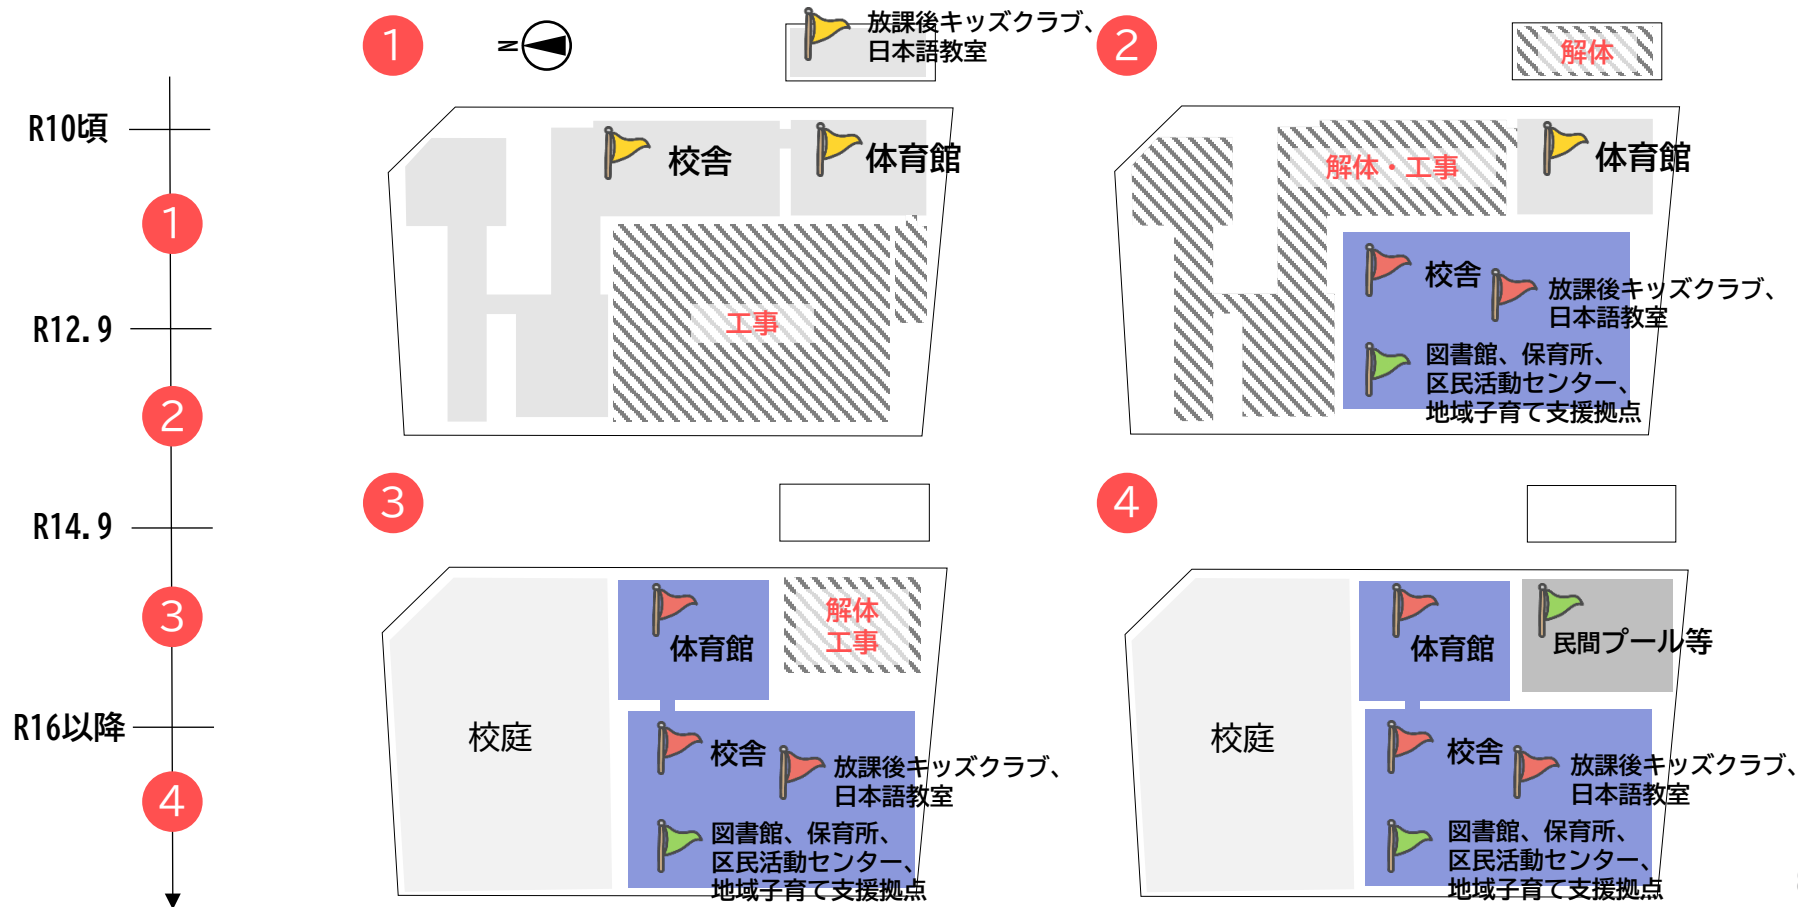 R10頃
1
R12.9
2
R14.9
3
R16以降
4
1
N
放課後キッズクラブ、
日本語教室
校舎
体育館
工事
2
解体
解体・工事
体育館
校舎
放課後キッズクラブ、
日本語教室
図書館、保育所、
区民活動センター、
地域子育て支援拠点
3
体育館
解体
工事
校庭
校舎
放課後キッズクラブ、
日本語教室
図書館、保育所、
区民活動センター、
地域子育て支援拠点
4
体育館
民間プール等
校庭
校舎
放課後キッズクラブ、
日本語教室
図書館、保育所、
区民活動センター、
地域子育て支援拠点